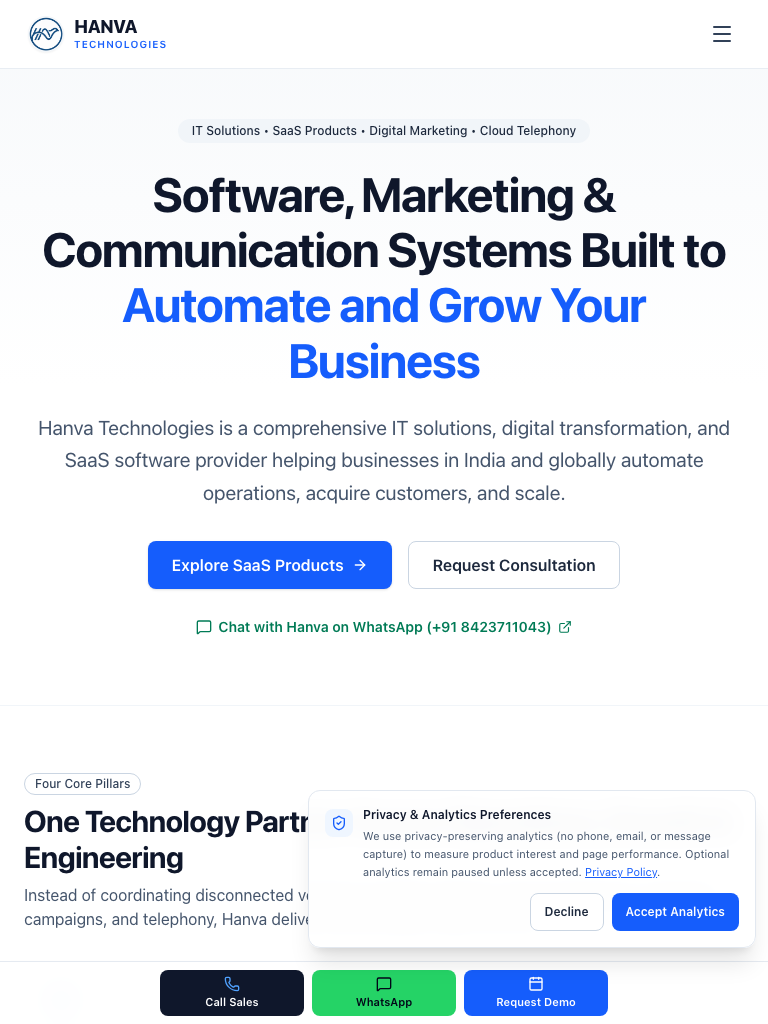 HANVA
TECHNOLOGIES
IT Solutions • SaaS Products • Digital Marketing • Cloud Telephony
Software, Marketing &
Communication Systems Built to
Automate and Grow Your
Business
Hanva Technologies is a comprehensive IT solutions, digital transformation, and
SaaS software provider helping businesses in India and globally automate
operations, acquire customers, and scale.
Explore SaaS Products
Request Consultation
Chat with Hanva on WhatsApp (+91 8423711043)
Four Core Pillars
One Technology
Engineering
Instead of coordinating disconnected
campaigns, and telephony, Hanva
Privacy & Analytics Preferences
We use privacy-preserving analytics (no phone, email, or message
capture) to measure product interest and page performance. Optional
analytics remain paused unless accepted. Privacy Policy.
Decline
Accept Analytics
Call Sales
WhatsApp
Request Demo